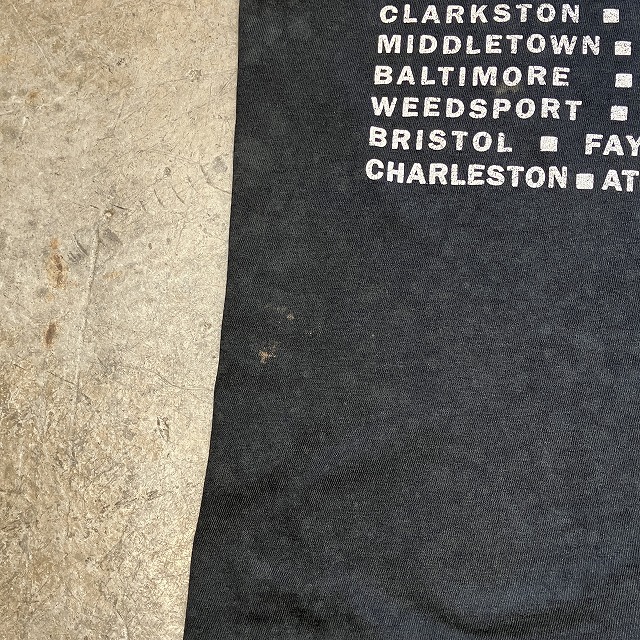 CLARKSTON ■
MIDDLETOWN ■
BALTIMORE ■
WEEDSPORT ■
BRISTOL ■ FAY
CHARLESTON ■ AT